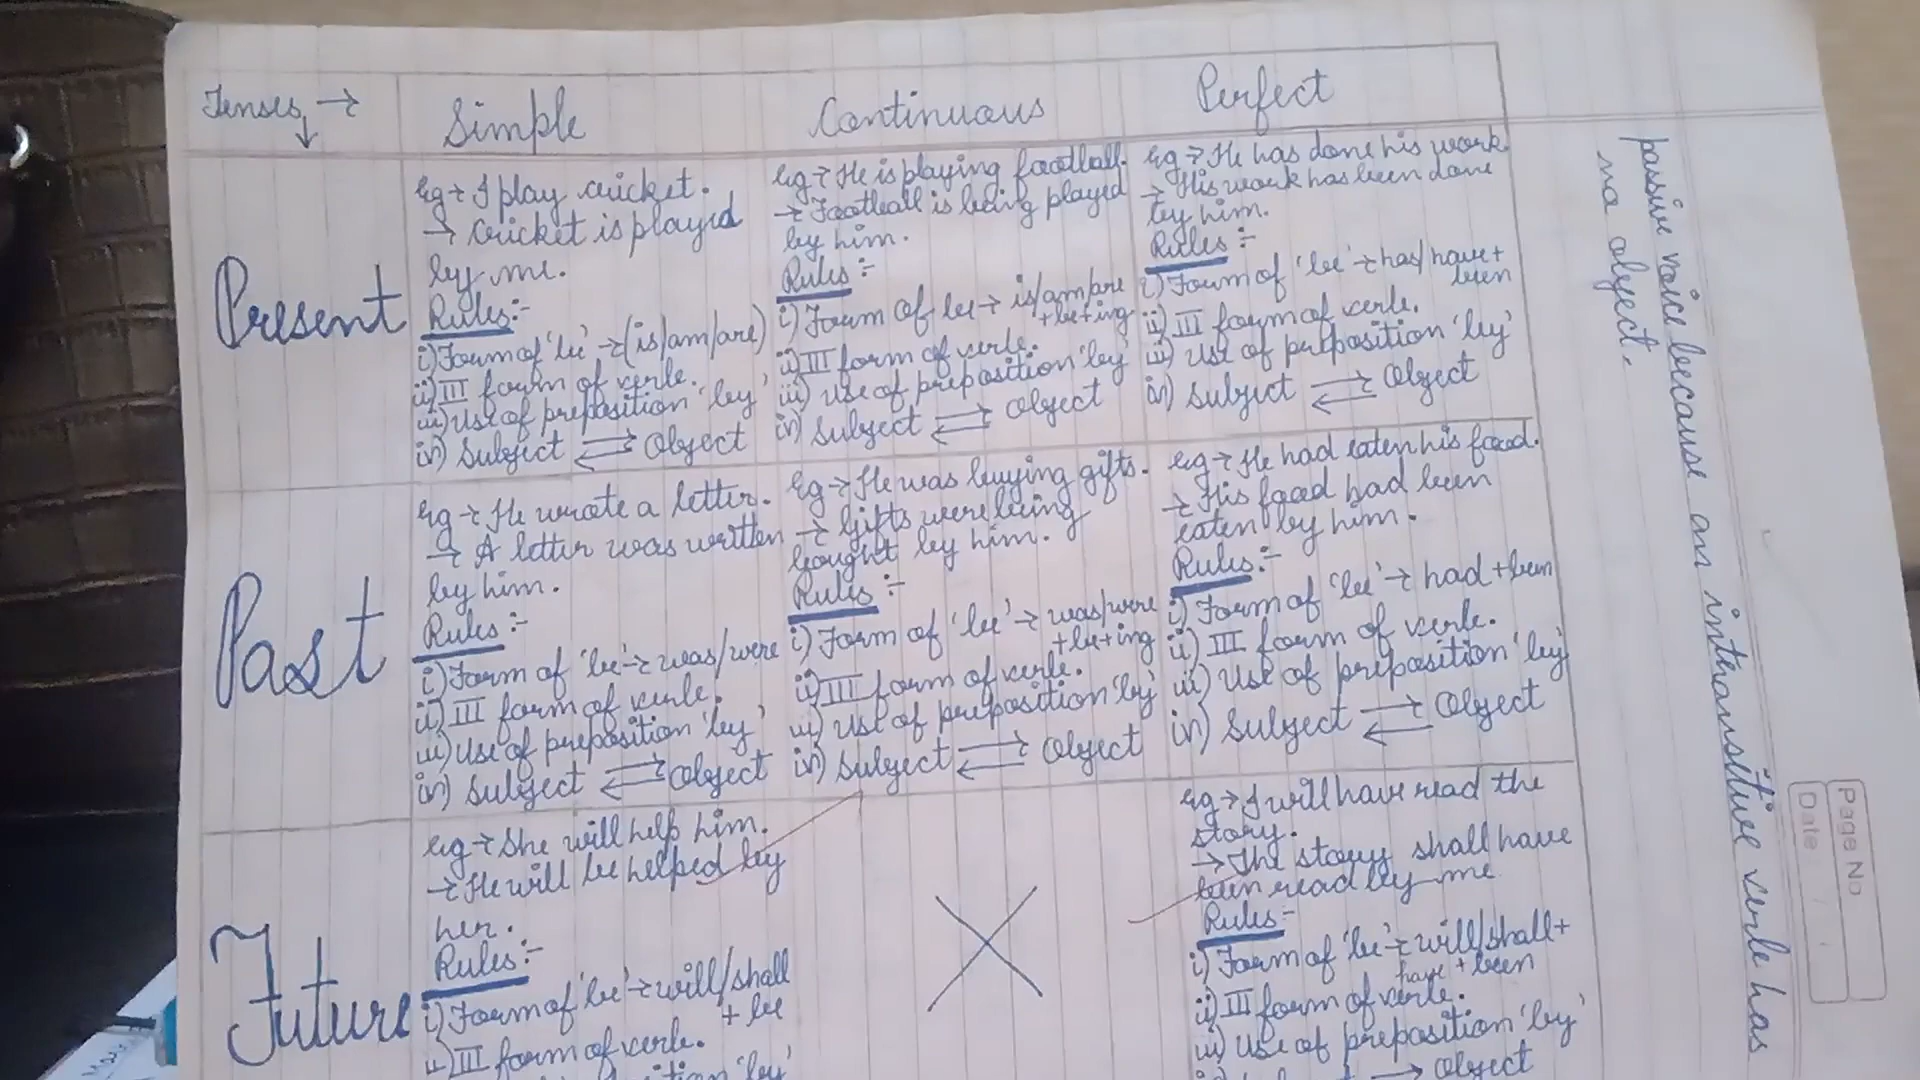 Tenses → Simple Continuous Perfect
↓
Present
Eg → I play cricket.
→ Cricket is played
by me.
Rules:-
i) Form of 'be' → (is/am/are)
ii) III form of verb.
iii) Use of preposition 'by'
iv) Subject ⇄ Object
Eg → He is playing football.
→ Football is being played
by him.
Rules:-
i) Form of be → is/am/are
+be+ing
ii) III form of verb.
iii) Use of preposition 'by'
iv) Subject ⇄ Object
Eg → He has done his work.
→ His work has been done
by him.
Rules:-
i) Form of 'be' → has/have+
been
ii) III form of verb.
iii) Use of preposition 'by'
iv) Subject ⇄ Object
Past
Eg → He wrote a letter.
→ A letter was written
by him.
Rules:-
i) Form of 'be' → was/were
ii) III form of verb.
iii) Use of preposition 'by'
iv) Subject ⇄ Object
Eg → He was buying gifts.
→ Gifts were being
bought by him.
Rules:-
i) Form of 'be' → was/were
+be+ing
ii) III form of verb.
iii) Use of preposition 'by'
iv) Subject ⇄ Object
Eg → He had eaten his food.
→ His food had been
eaten by him.
Rules:-
i) Form of 'be' → had+been
ii) III form of verb.
iii) Use of preposition 'by'
iv) Subject ⇄ Object
Future
Eg → She will help him.
→ He will be helped by
her.
Rules:-
i) Form of 'be' → will/shall
+ be
ii) III form of verb.
'by'
Eg → I will have read the
story.
→ The story shall have
been read by me
Rules:-
i) Form of 'be' → will/shall+
have + been
ii) III form of verb.
iii) Use of preposition 'by'
→ Object
passive voice because an intransitive verb has
no object.
Page No
Date